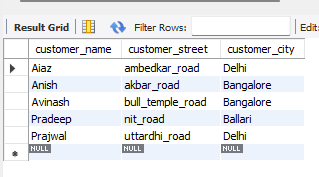 Result Grid Filter Rows: Edit:
customer_name customer_street customer_city
Aiaz ambedkar_road Delhi
Anish akbar_road Bangalore
Avinash bull_temple_road Bangalore
Pradeep nit_road Ballari
Prajwal uttardhi_road Delhi
NULL NULL NULL